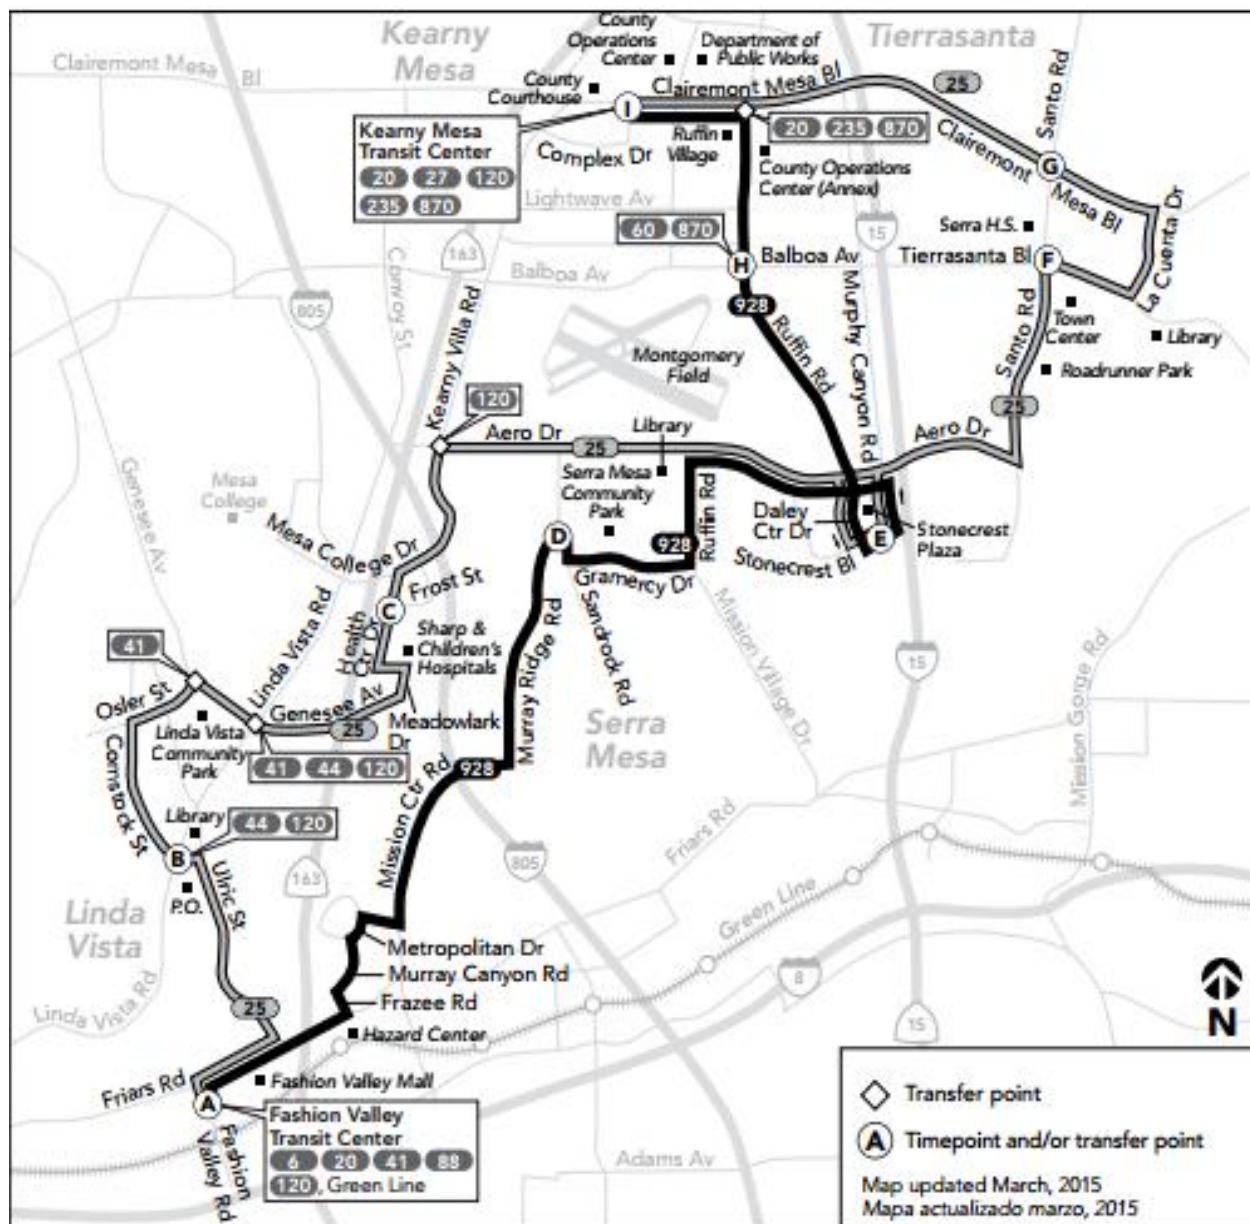 Kearny
Mesa
County
Operations
Center
Department of
Public Works
Tierrasanta
Clairemont Mesa Bl
County
Courthouse
I
Clairemont Mesa Bl
25
Santo Rd
Kearny Mesa
Transit Center
20 27 120
235 870
Complex Dr
Ruffin
Village
20 235 870
County Operations
Center (Annex)
Clairemont
Mesa Bl
G
Lightwave Av
La Cuenta Dr
Serra H.S.
15
60 870
163
H
Balboa Av
Tierrasanta Bl
F
Balboa Av
Convoy St
805
Kearny Villa Rd
928
Ruffin Rd
Murphy Canyon Rd
Santo Rd
Town
Center
Library
Montgomery
Field
Roadrunner Park
120
25
Aero Dr
25
Library
Aero Dr
Genesee Av
Mesa
College
Serra Mesa
Community
Park
Ruffin Rd
Daley
Ctr Dr
Stonecrest
Plaza
Mesa College Dr
D
928
E
Stonecrest Bl
Frost St
Gramercy Dr
C
Linda Vista Rd
Health
Ctr Dr
Sharp &
Children's
Hospitals
Murray Ridge Rd
Sandrock Rd
Mission Village Dr
15
Mission Gorge Rd
41
Osler St
Genesee Av
25
Meadowlark
Dr
Serra
Mesa
Linda Vista
Community
Park
41 44 120
Comstock St
Mission Ctr Rd
928
Library
44 120
B
P.O.
Ulric St
163
805
Friars Rd
Linda
Vista
Green Line
Metropolitan Dr
Murray Canyon Rd
8
Linda Vista Rd
25
Frazee Rd
15
N
Hazard Center
Friars Rd
Fashion Valley Mall
A
Fashion
Valley Rd
Fashion Valley
Transit Center
6 20 41 88
120, Green Line
Adams Av
Transfer point
A Timepoint and/or transfer point
Map updated March, 2015
Mapa actualizado marzo, 2015